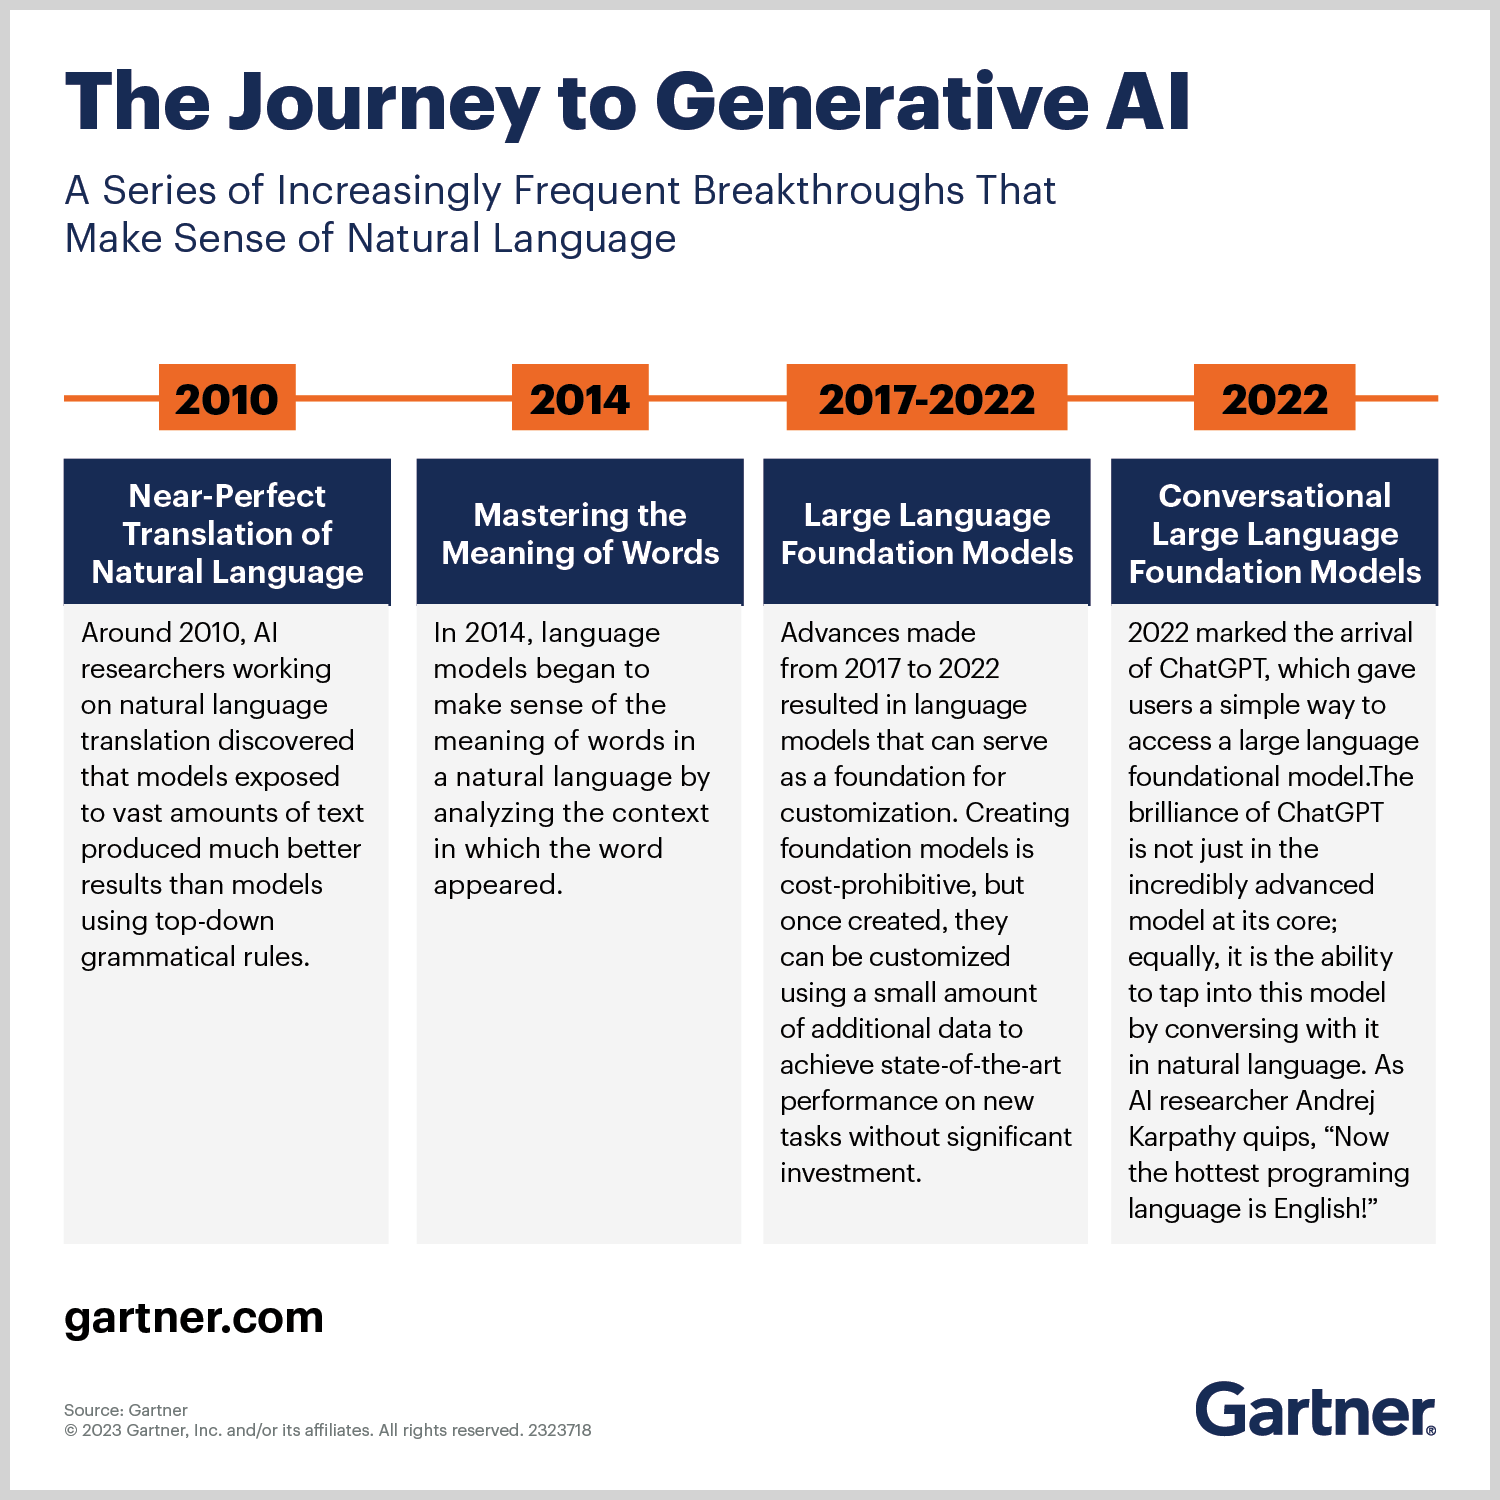 The Journey to Generative AI
A Series of Increasingly Frequent Breakthroughs That
Make Sense of Natural Language
2010
2014
2017-2022
2022
Near-Perfect
Translation of
Natural Language
Around 2010, AI
researchers working
on natural language
translation discovered
that models exposed
to vast amounts of text
produced much better
results than models
using top-down
grammatical rules.
Mastering the
Meaning of Words
In 2014, language
models began to
make sense of the
meaning of words in
a natural language by
analyzing the context
in which the word
appeared.
Large Language
Foundation Models
Advances made
from 2017 to 2022
resulted in language
models that can serve
as a foundation for
customization. Creating
foundation models is
cost-prohibitive, but
once created, they
can be customized
using a small amount
of additional data to
achieve state-of-the-art
performance on new
tasks without significant
investment.
Conversational
Large Language
Foundation Models
2022 marked the arrival
of ChatGPT, which gave
users a simple way to
access a large language
foundational model.The
brilliance of ChatGPT
is not just in the
incredibly advanced
model at its core;
equally, it is the ability
to tap into this model
by conversing with it
in natural language. As
AI researcher Andrej
Karpathy quips, “Now
the hottest programing
language is English!”
gartner.com
Source: Gartner
© 2023 Gartner, Inc. and/or its affiliates. All rights reserved. 2323718
Gartner®